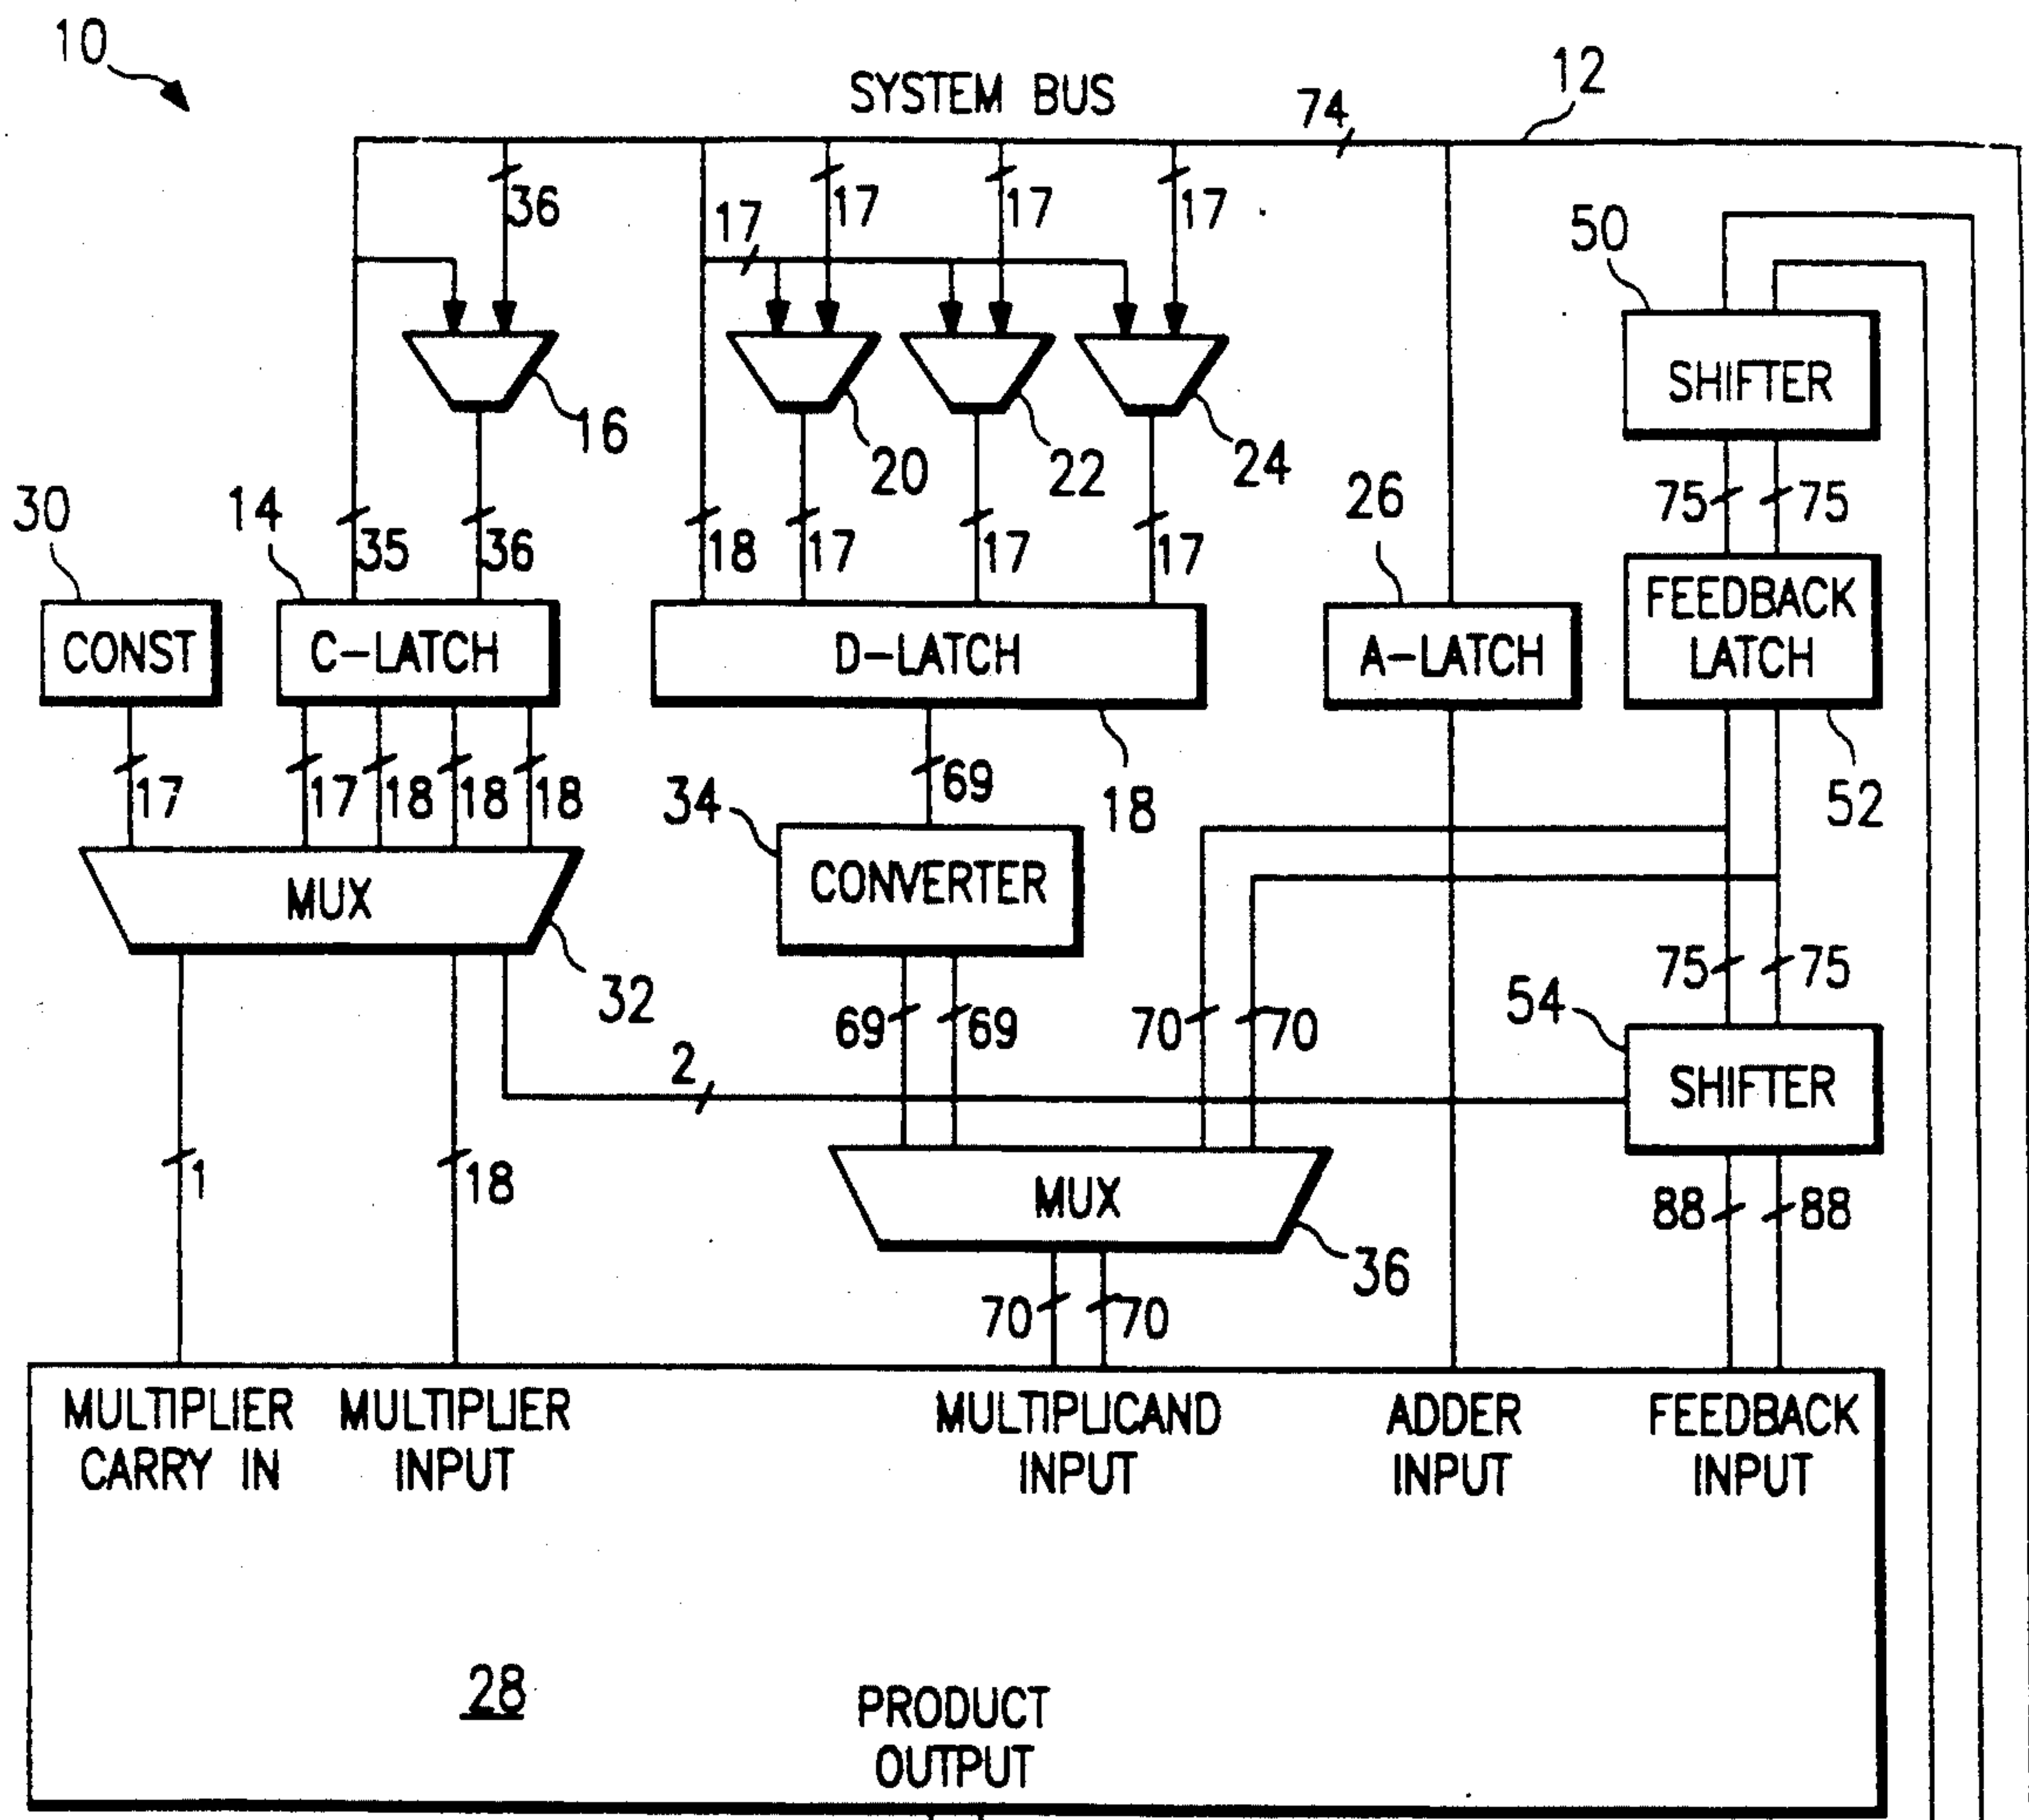 10
SYSTEM BUS
74
12
36
17
17
17
17
50
SHIFTER
16
20
22
24
75
75
30
14
35
36
18
17
17
17
26
CONST
C-LATCH
D-LATCH
A-LATCH
FEEDBACK
LATCH
17
17
18
18
18
69
18
52
34
CONVERTER
MUX
32
69
69
70
70
75
75
54
SHIFTER
2
1
18
MUX
36
88
88
70
70
MULTIPLIER
CARRY IN
MULTIPLIER
INPUT
MULTIPLICAND
INPUT
ADDER
INPUT
FEEDBACK
INPUT
28
PRODUCT
OUTPUT